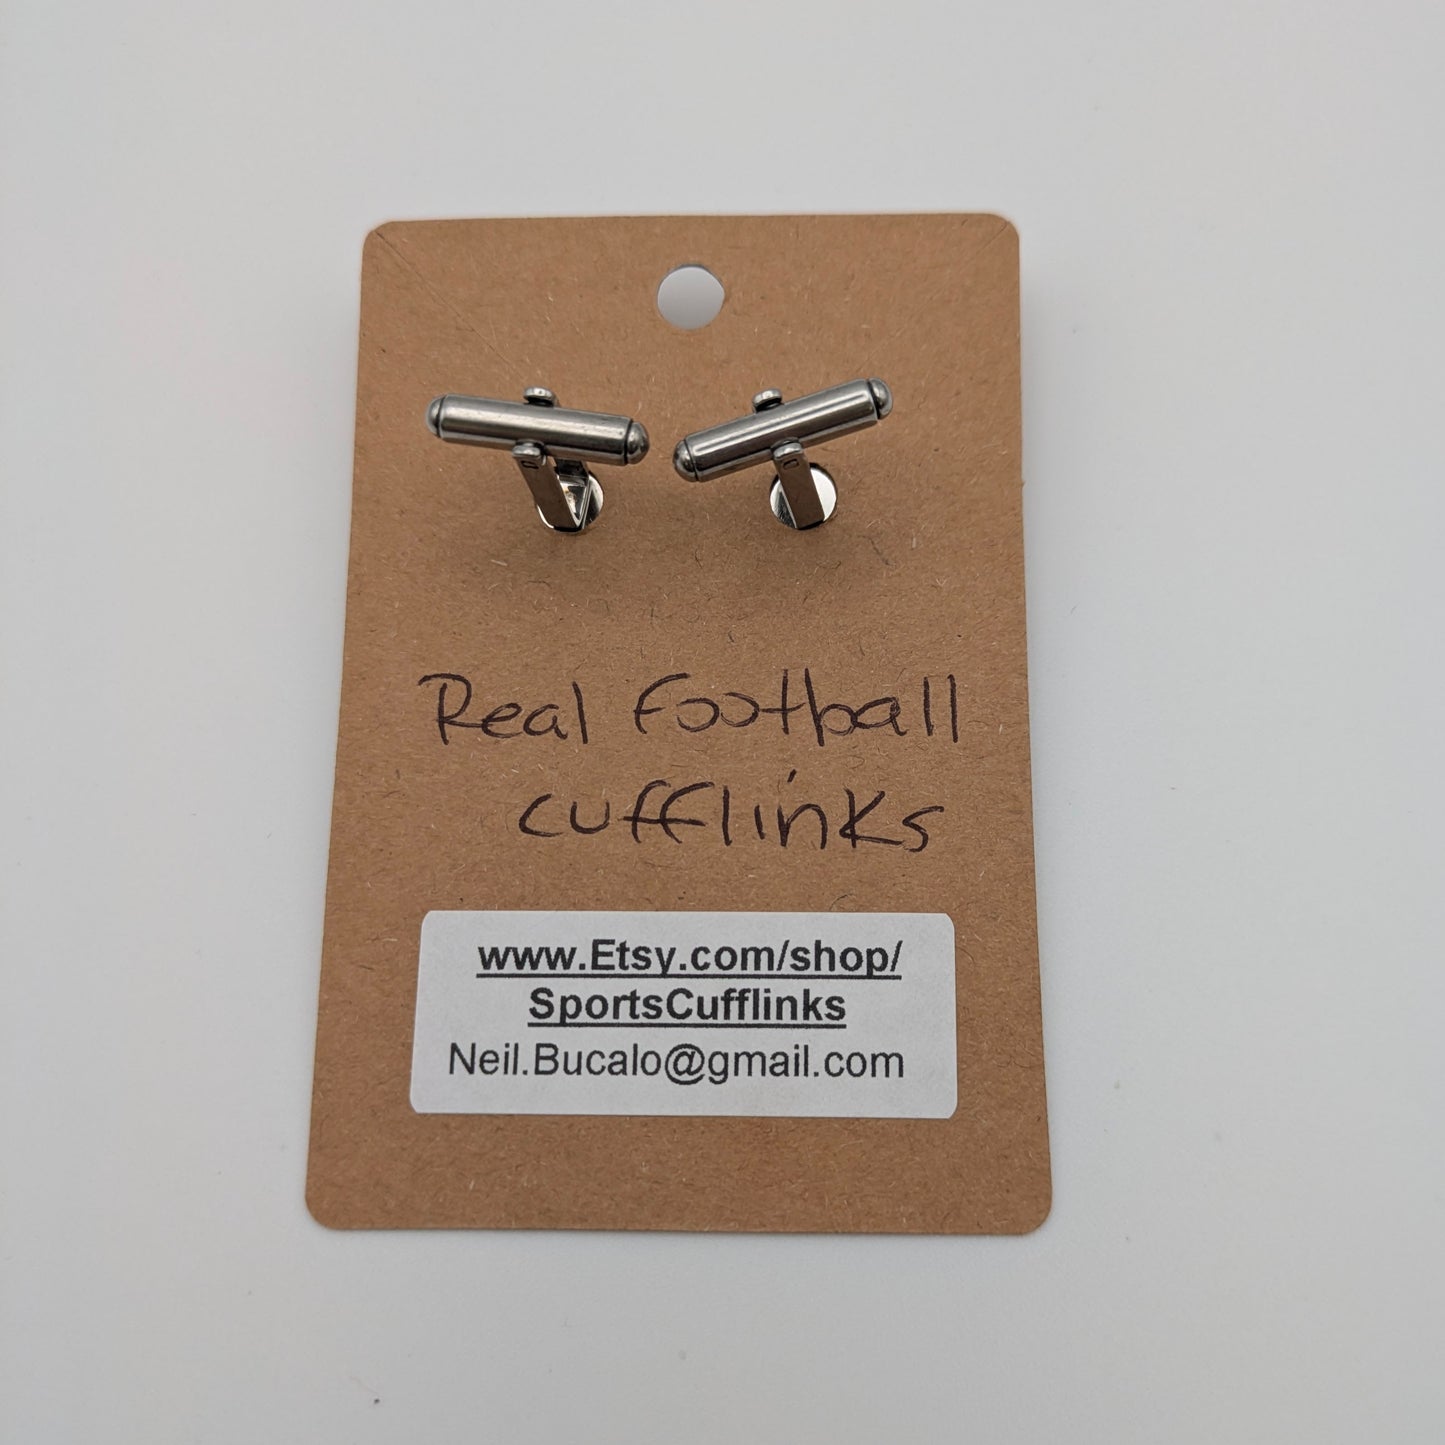 Real Football
cufflinks
www.Etsy.com/shop/
SportsCufflinks
Neil.Bucalo@gmail.com